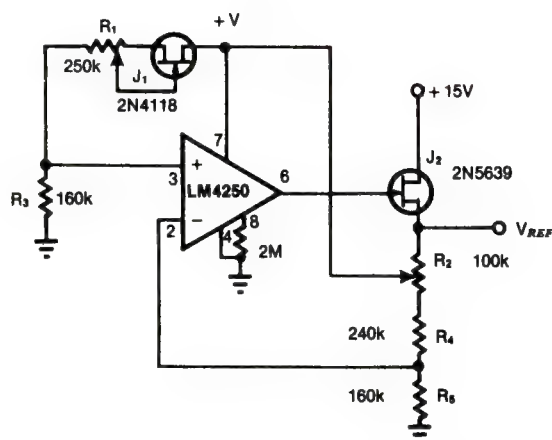 R₁
+ V
250k
J₁
2N4118
+ 15V
7
J₂
2N5639
+
3
LM4250
6
R₃
160k
−
2
4
8
2M
V_REF
R₂
100k
240k
R₄
160k
R₅